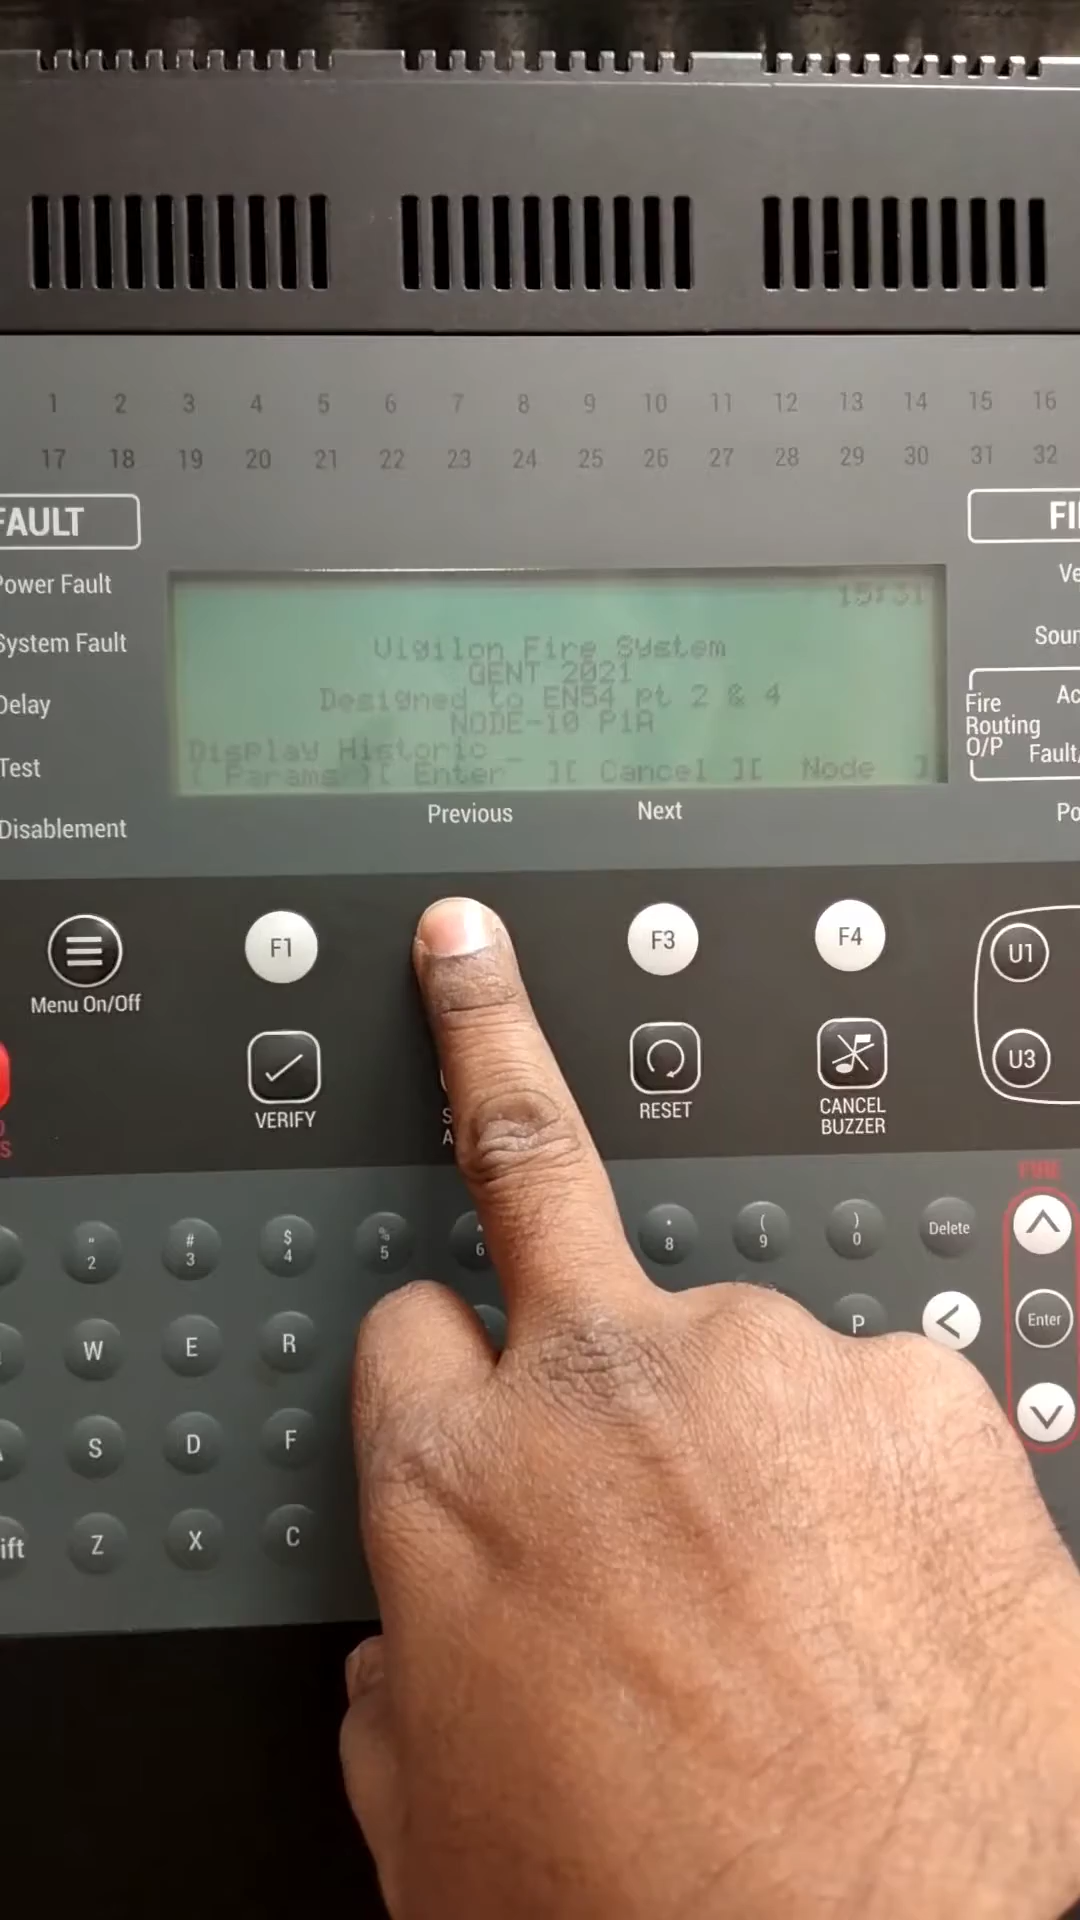 1 2 3 4 5 6 7 8 9 10 11 12 13 14 15 16
17 18 19 20 21 22 23 24 25 26 27 28 29 30 31 32
FAULT
FI
Power Fault
Ve
System Fault
Soun
Delay
Test
Disablement
15:31
Vigilon Fire System
GENT 2021
Designed to EN54 pt 2 & 4
NODE-10 P1A
Display Historic _
[ Params ][ Enter ][ Cancel ][ Node ]
Fire
Routing
O/P
Ac
Fault/
Po
Previous Next
F1 F3 F4 U1
Menu On/Off
U3
VERIFY
S
A
RESET
CANCEL
BUZZER
FIRE
" 2 # 3 $ 4 % 5 ^ 6 * 8 ( 9 ) 0 Delete
W E R P < Enter
A S D F
ift Z X C